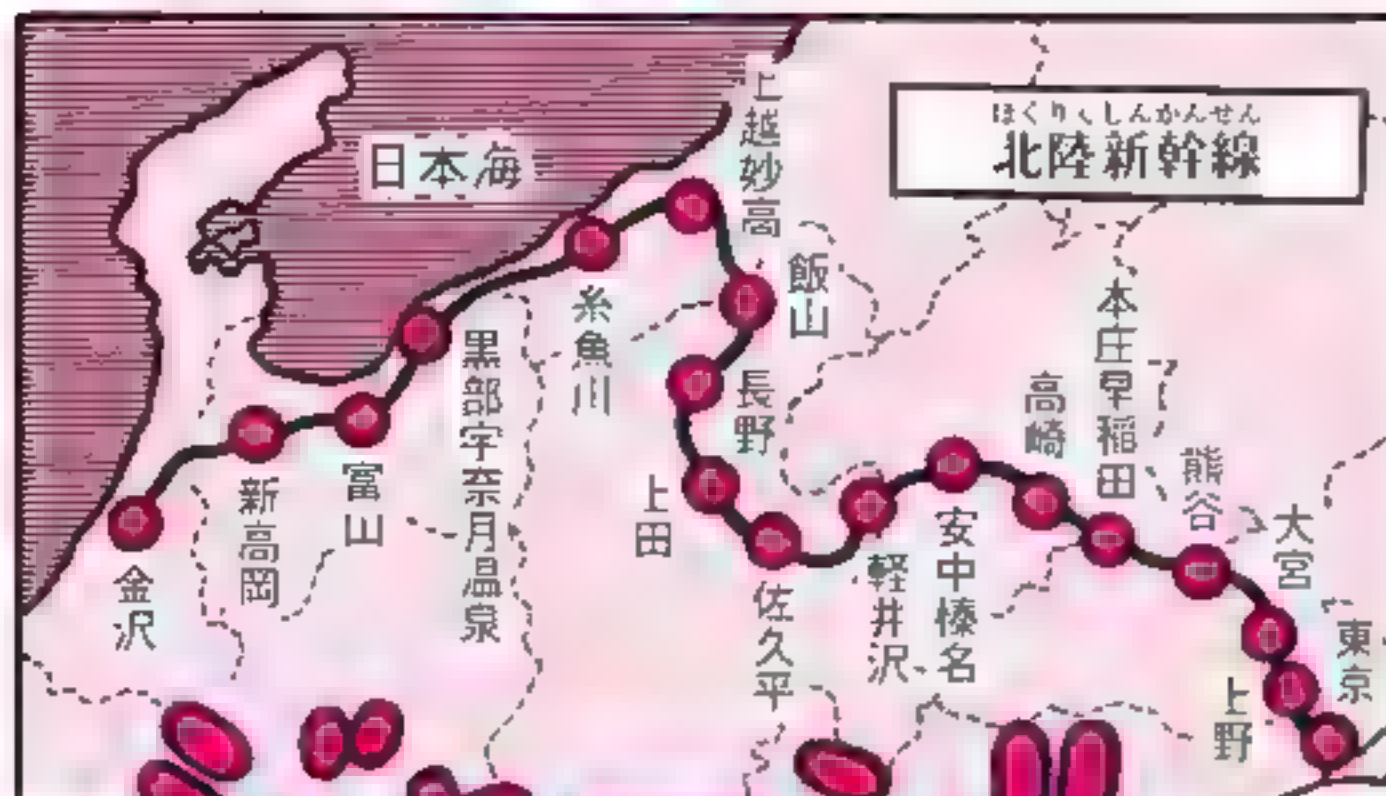 ほくりくしんかんせん
北陸新幹線
日本海
上越妙高
飯山
糸魚川
長野
黒部宇奈月温泉
富山
新高岡
金沢
上田
佐久平
軽井沢
安中榛名
高崎
本庄早稲田
熊谷
大宮
上野
東京